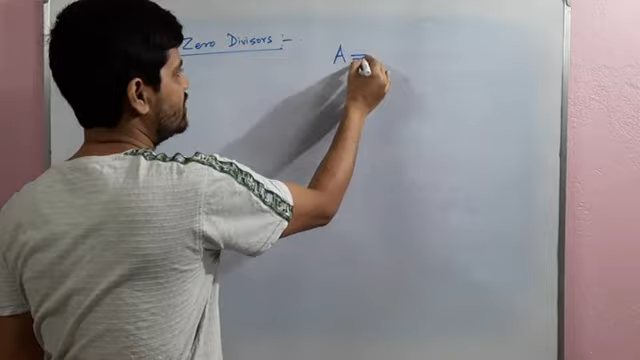 Zero Divisors :-
A =